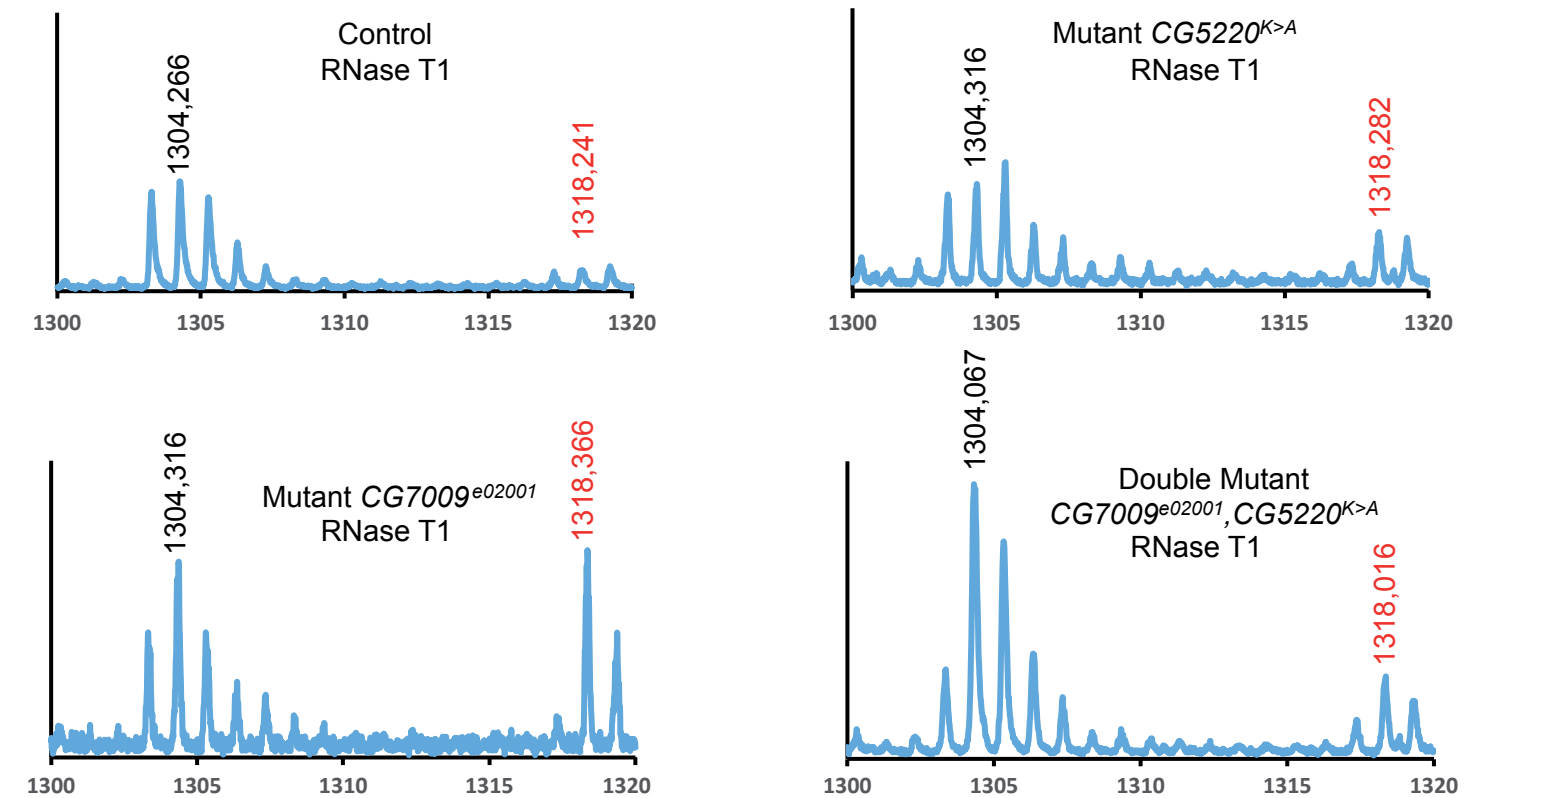 Control
RNase T1
1304,266
1318,241
1300 1305 1310 1315 1320
Mutant CG5220K>A
RNase T1
1304,316
1318,282
1300 1305 1310 1315 1320
Mutant CG7009e02001
RNase T1
1304,316
1318,366
1300 1305 1310 1315 1320
Double Mutant
CG7009e02001,CG5220K>A
RNase T1
1304,067
1318,016
1300 1305 1310 1315 1320